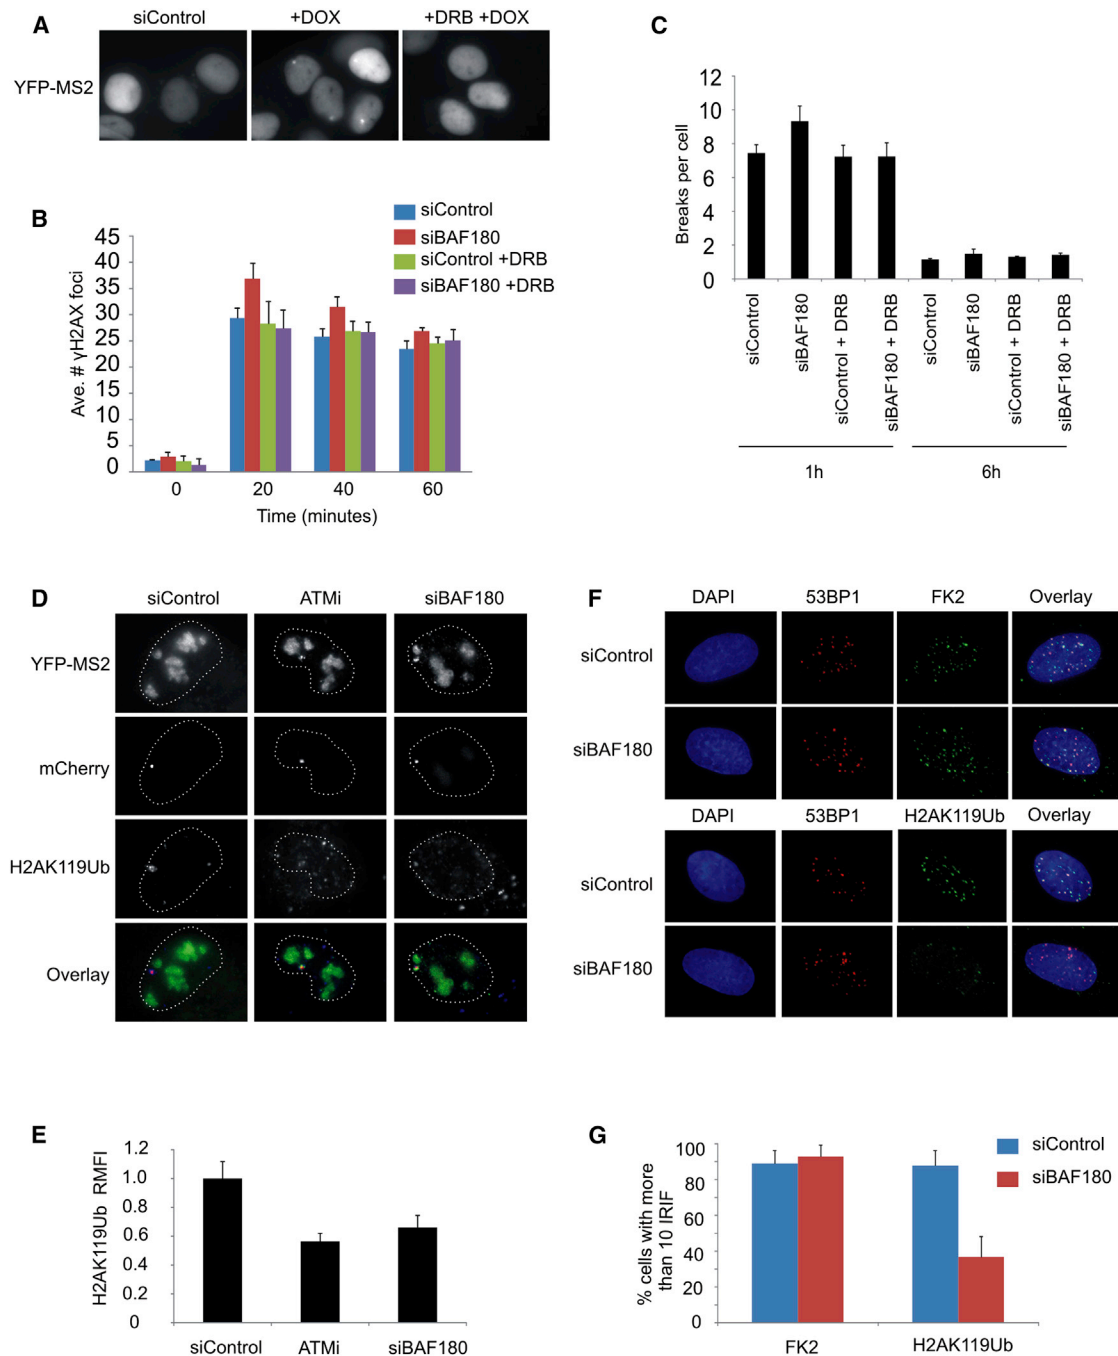 A
siControl
+DOX
+DRB +DOX
YFP-MS2
B
siControl
siBAF180
siControl +DRB
siBAF180 +DRB
Ave. # γH2AX foci
45
40
35
30
25
20
15
10
5
0
0
20
40
60
Time (minutes)
C
Breaks per cell
12
10
8
6
4
2
0
siControl
siBAF180
siControl + DRB
siBAF180 + DRB
siControl
siBAF180
siControl + DRB
siBAF180 + DRB
1h
6h
D
siControl
ATMi
siBAF180
YFP-MS2
mCherry
H2AK119Ub
Overlay
E
H2AK119Ub RMFI
1.2
1.0
0.8
0.6
0.4
0.2
0
siControl
ATMi
siBAF180
F
DAPI
53BP1
FK2
Overlay
siControl
siBAF180
DAPI
53BP1
H2AK119Ub
Overlay
siControl
siBAF180
G
% cells with more
than 10 IRIF
100
80
60
40
20
0
siControl
siBAF180
FK2
H2AK119Ub